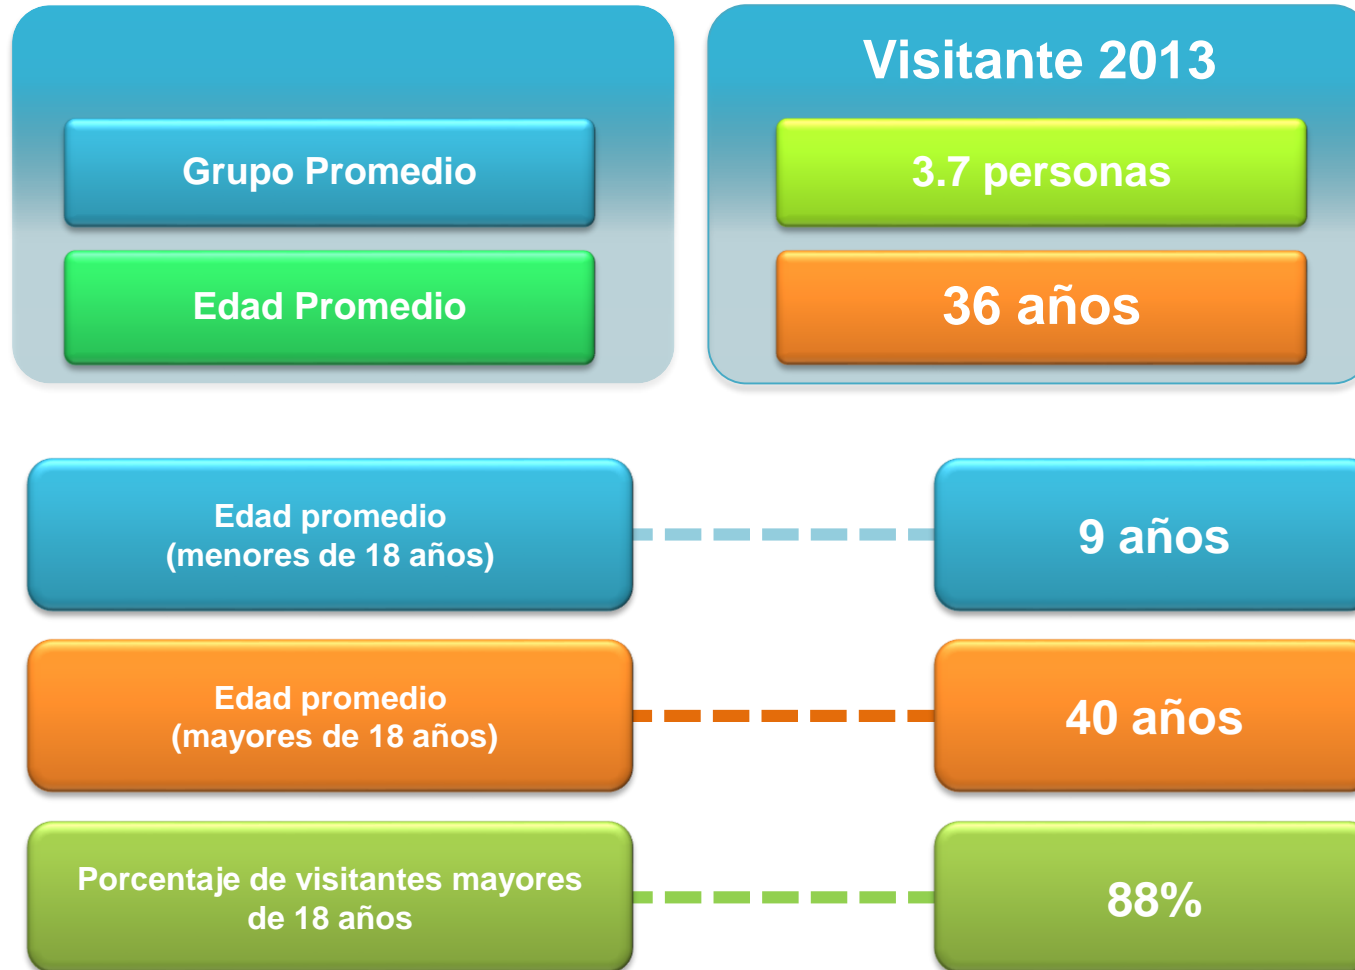 Visitante 2013
Grupo Promedio
3.7 personas
Edad Promedio
36 años
Edad promedio
(menores de 18 años)
9 años
Edad promedio
(mayores de 18 años)
40 años
Porcentaje de visitantes mayores
de 18 años
88%